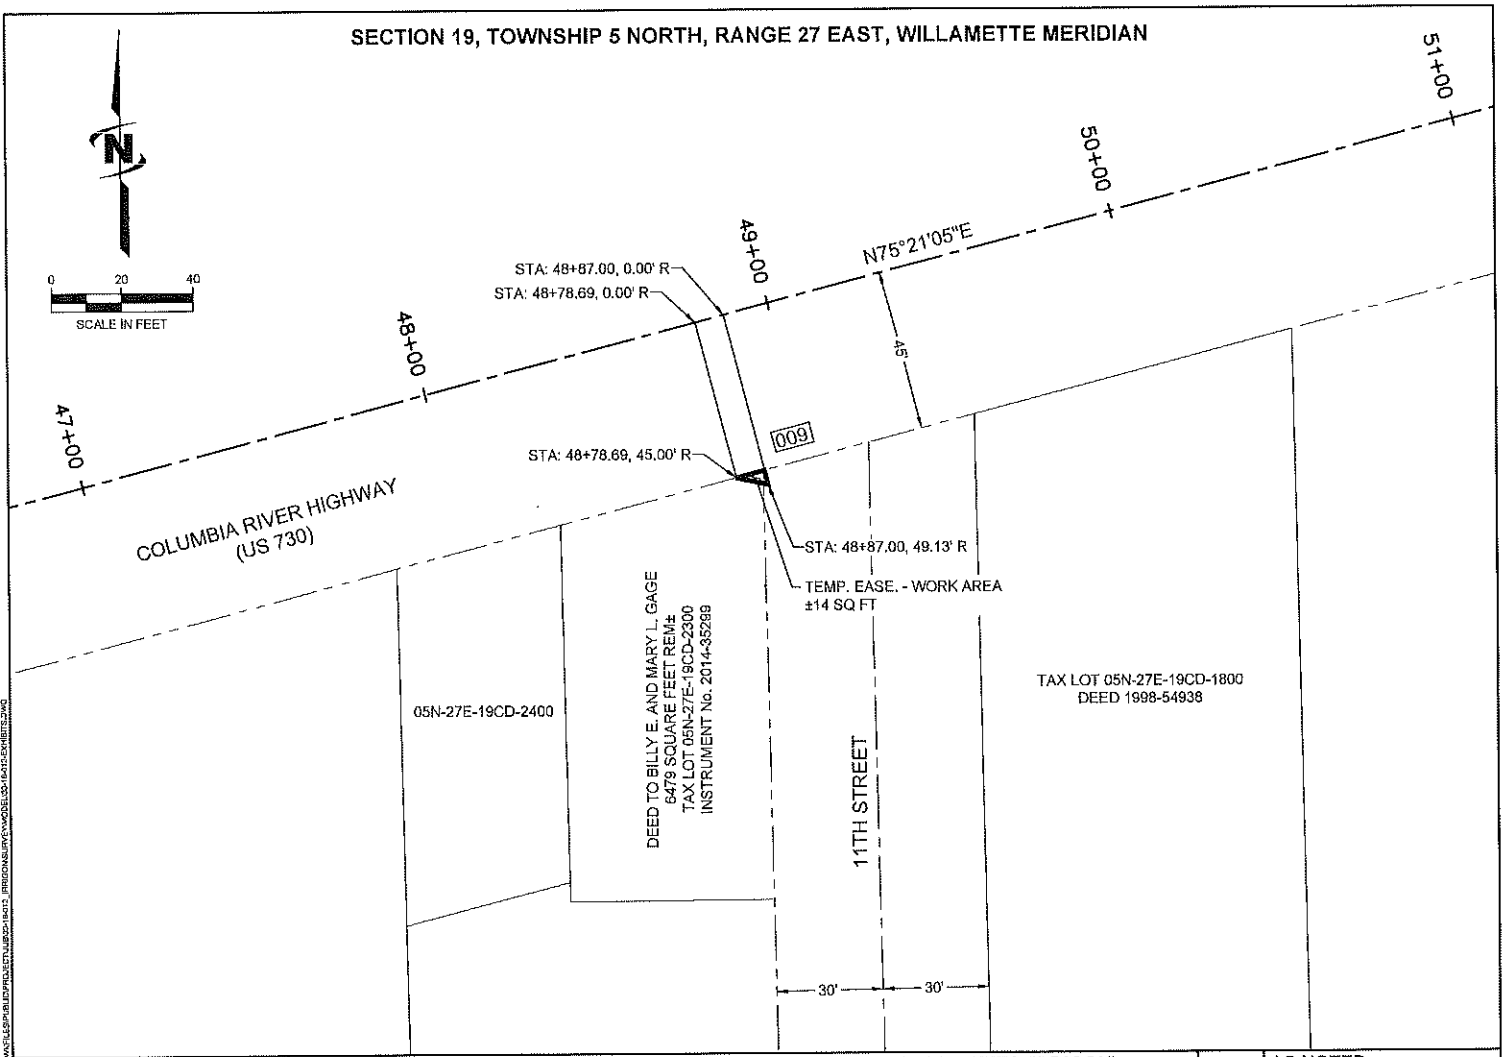 SECTION 19, TOWNSHIP 5 NORTH, RANGE 27 EAST, WILLAMETTE MERIDIAN
N
0 20 40
SCALE IN FEET
51+00
50+00
49+00
48+00
47+00
N75°21'05"E
STA: 48+87.00, 0.00' R
STA: 48+78.69, 0.00' R
45'
009
STA: 48+78.69, 45.00' R
COLUMBIA RIVER HIGHWAY
(US 730)
STA: 48+87.00, 49.13' R
TEMP. EASE. - WORK AREA
±14 SQ FT
05N-27E-19CD-2400
DEED TO BILLY E. AND MARY L. GAGE
6479 SQUARE FEET REM±
TAX LOT 05N-27E-19CD-2300
INSTRUMENT No. 2014-35299
11TH STREET
TAX LOT 05N-27E-19CD-1800
DEED 1998-54938
30' 30'